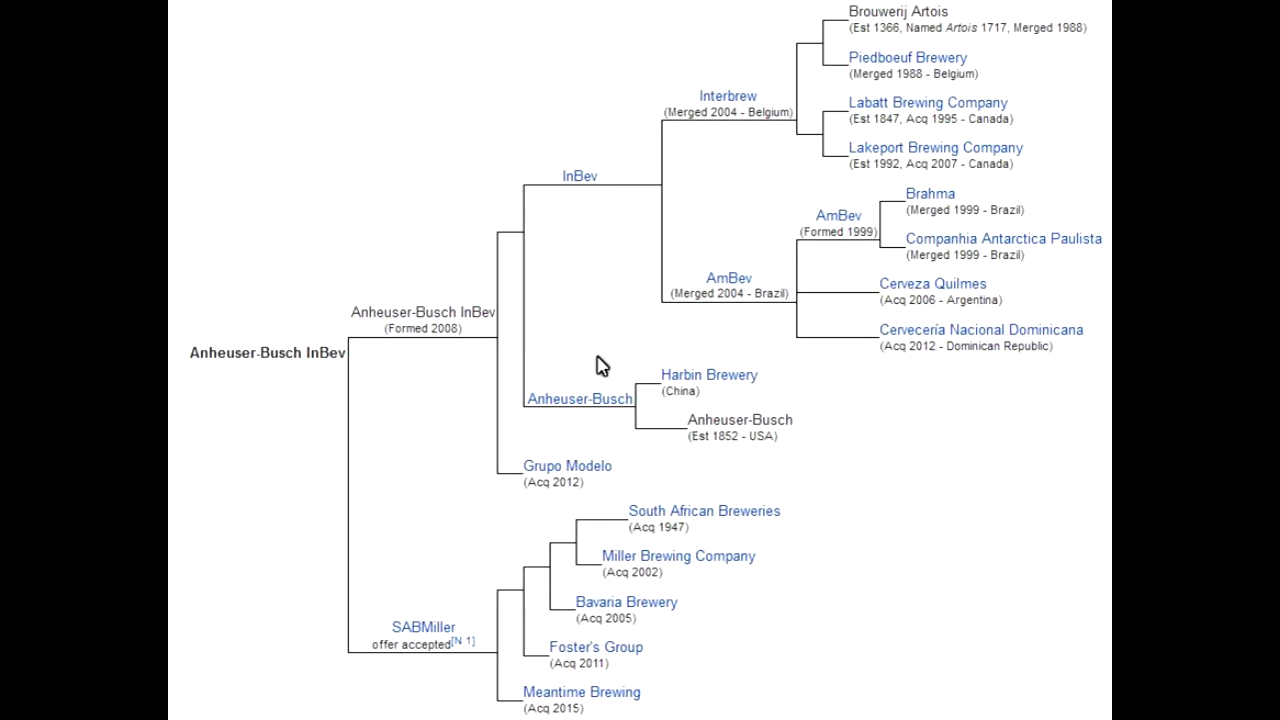 Brouwerij Artois
(Est 1366, Named Artois 1717, Merged 1988)
Piedboeuf Brewery
(Merged 1988 - Belgium)
Interbrew
(Merged 2004 - Belgium)
Labatt Brewing Company
(Est 1847, Acq 1995 - Canada)
Lakeport Brewing Company
(Est 1992, Acq 2007 - Canada)
InBev
Brahma
(Merged 1999 - Brazil)
AmBev
(Formed 1999)
Companhia Antarctica Paulista
(Merged 1999 - Brazil)
AmBev
(Merged 2004 - Brazil)
Cerveza Quilmes
(Acq 2006 - Argentina)
Cervecería Nacional Dominicana
(Acq 2012 - Dominican Republic)
Anheuser-Busch InBev
(Formed 2008)
Anheuser-Busch InBev
Harbin Brewery
(China)
Anheuser-Busch
Anheuser-Busch
(Est 1852 - USA)
Grupo Modelo
(Acq 2012)
South African Breweries
(Acq 1947)
Miller Brewing Company
(Acq 2002)
Bavaria Brewery
(Acq 2005)
SABMiller
offer accepted[N 1]
Foster's Group
(Acq 2011)
Meantime Brewing
(Acq 2015)